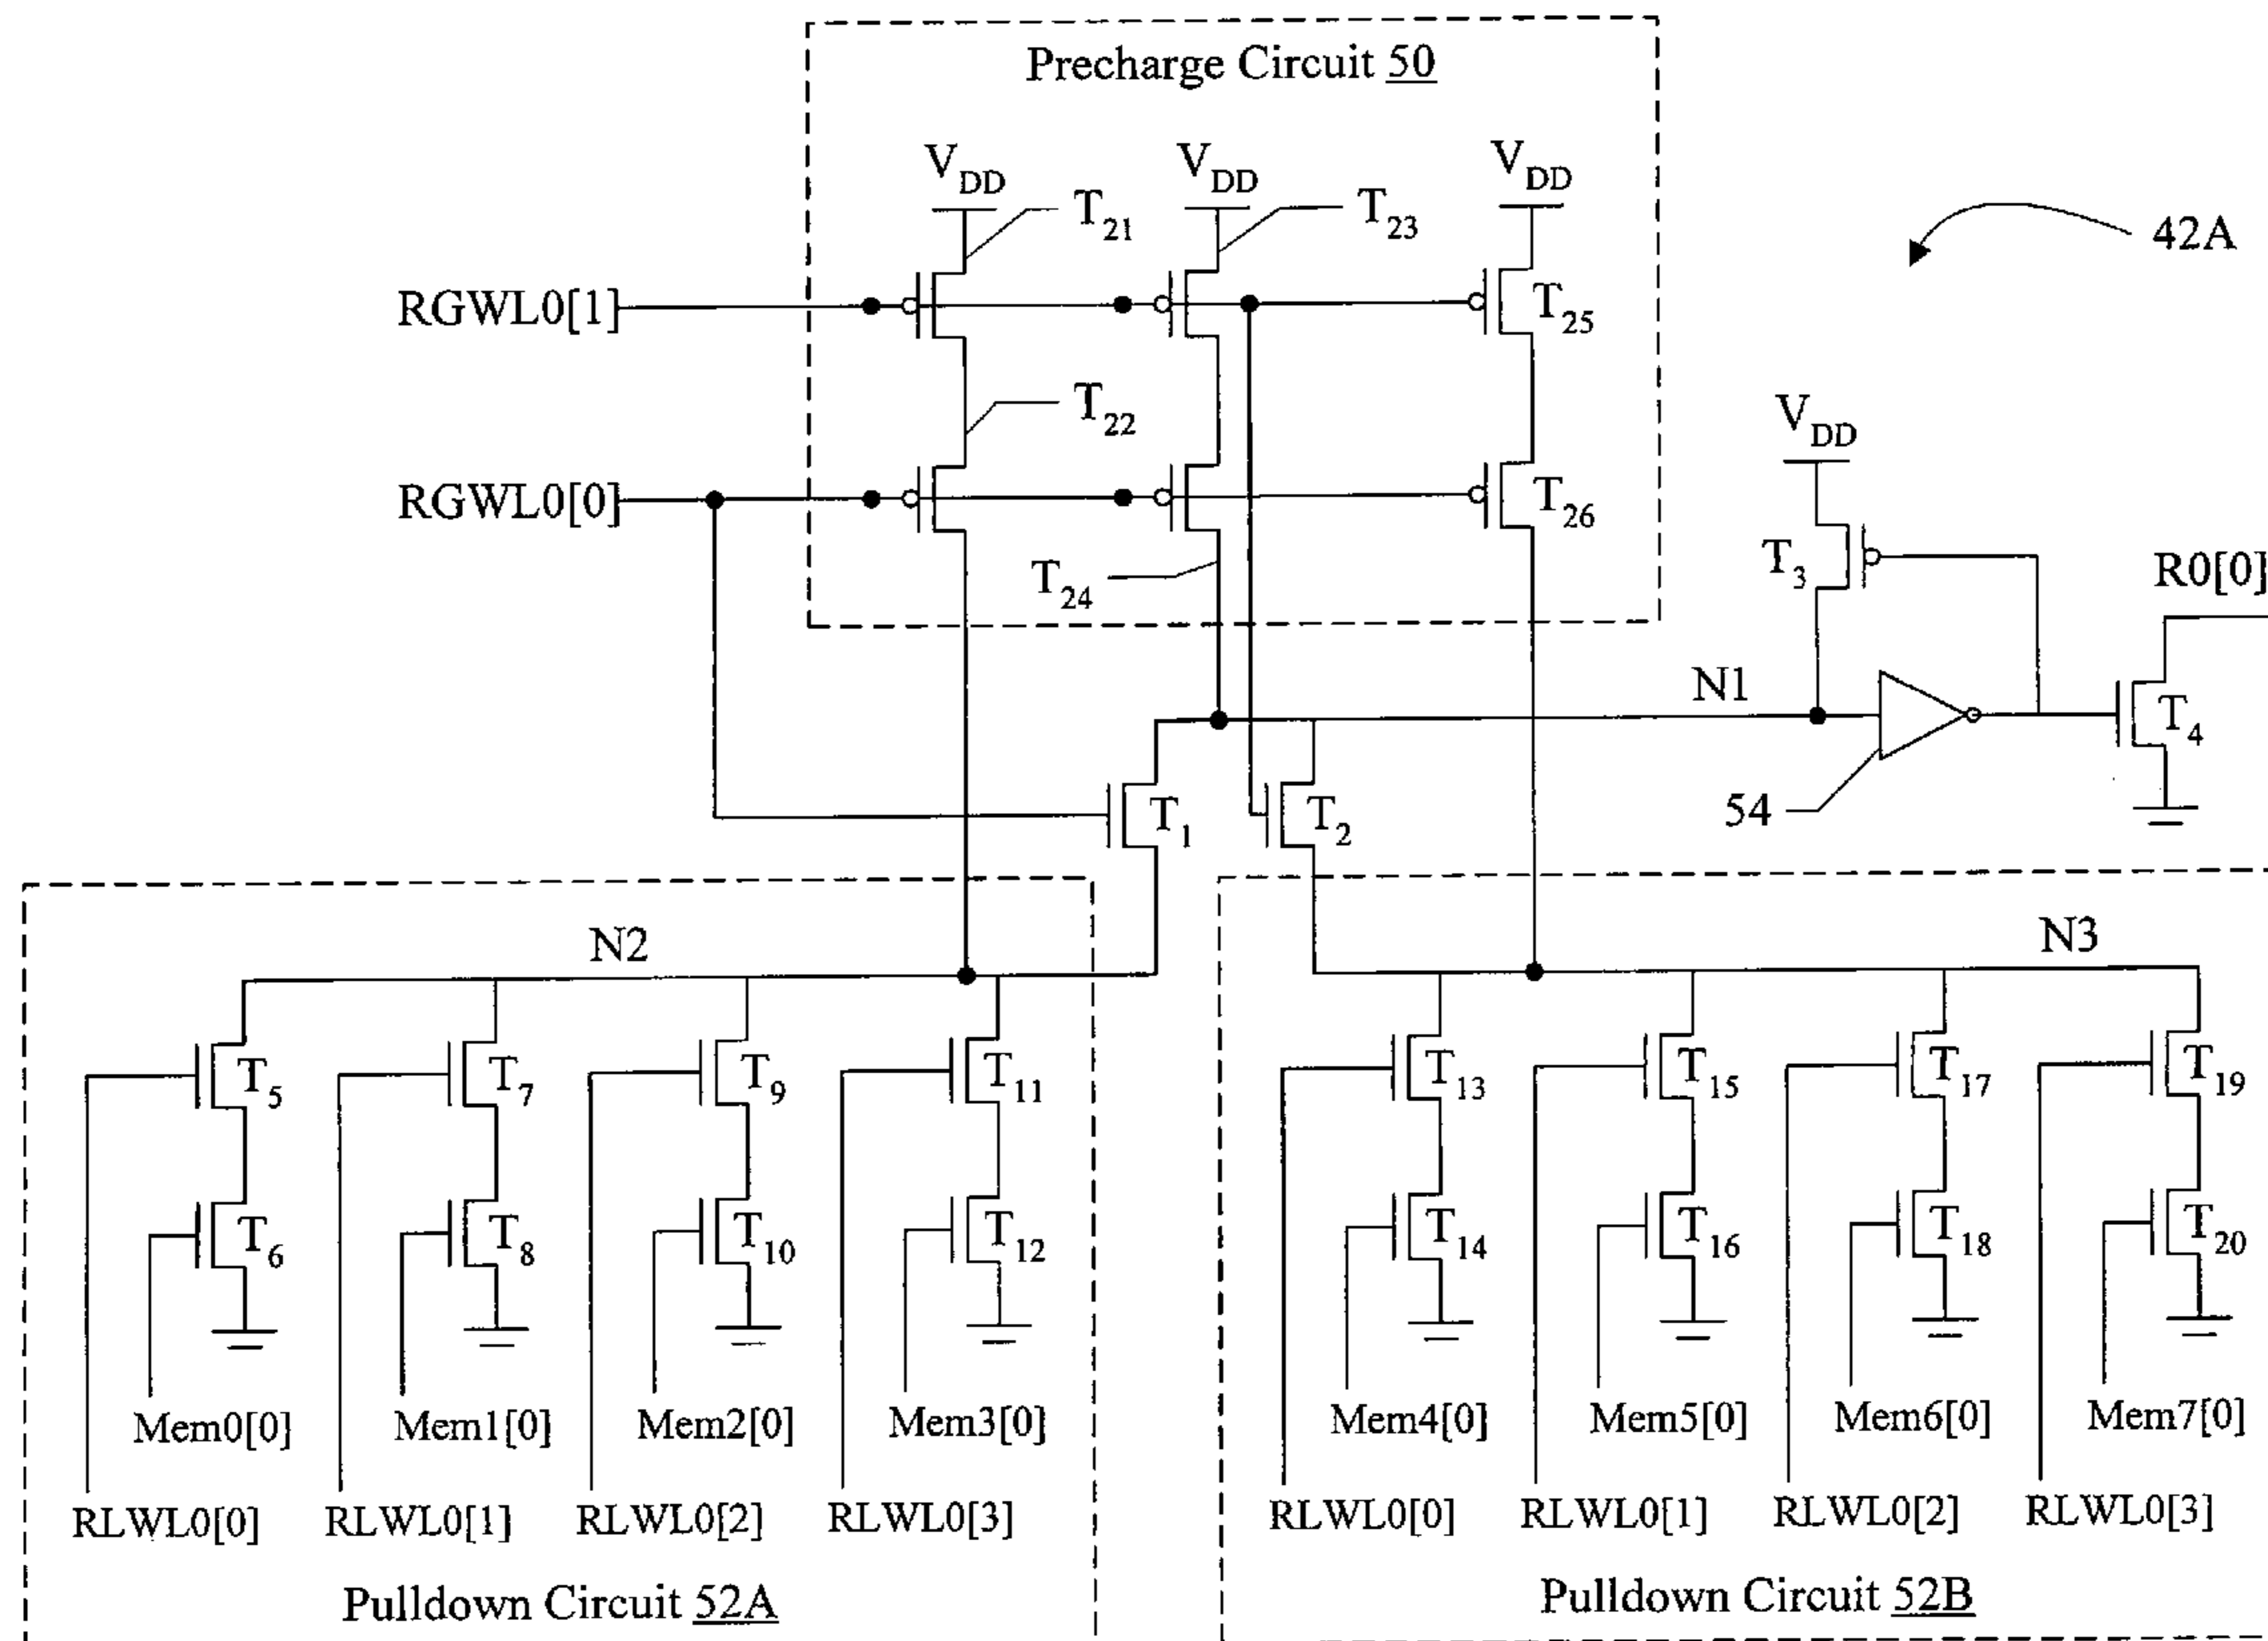 Precharge Circuit 50
VDD
VDD
VDD
T21
T23
42A
RGWL0[1]
T25
T22
VDD
RGWL0[0]
T26
T3
R0[0]
T24
N1
T4
54
T1
T2
N2
N3
T5
T7
T9
T11
T13
T15
T17
T19
T6
T8
T10
T12
T14
T16
T18
T20
Mem0[0]
Mem1[0]
Mem2[0]
Mem3[0]
Mem4[0]
Mem5[0]
Mem6[0]
Mem7[0]
RLWL0[0]
RLWL0[1]
RLWL0[2]
RLWL0[3]
RLWL0[0]
RLWL0[1]
RLWL0[2]
RLWL0[3]
Pulldown Circuit 52A
Pulldown Circuit 52B